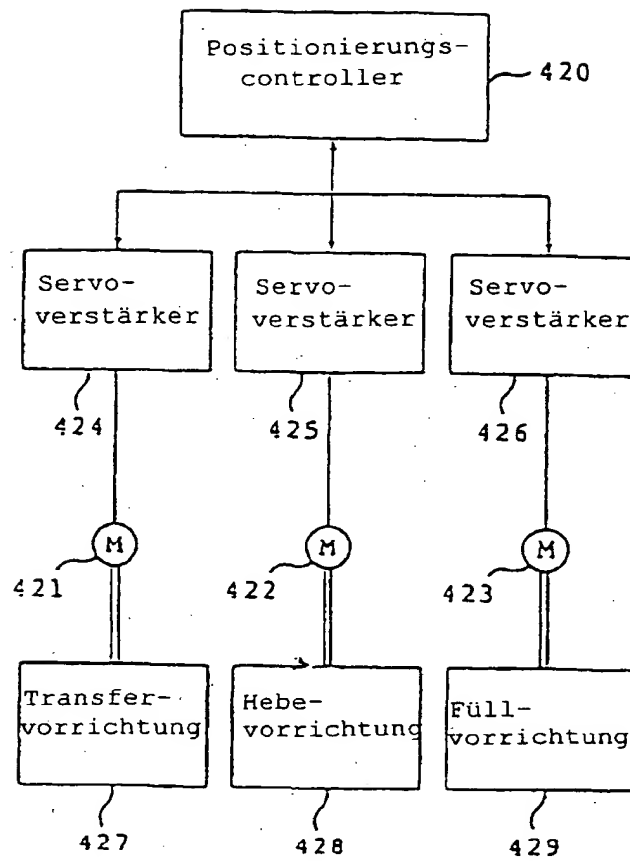 Positionierungs-
controller
420
Servo-
verstärker
Servo-
verstärker
Servo-
verstärker
424
425
426
M
M
M
421
422
423
Transfer-
vorrichtung
Hebe-
vorrichtung
Füll-
vorrichtung
427
428
429